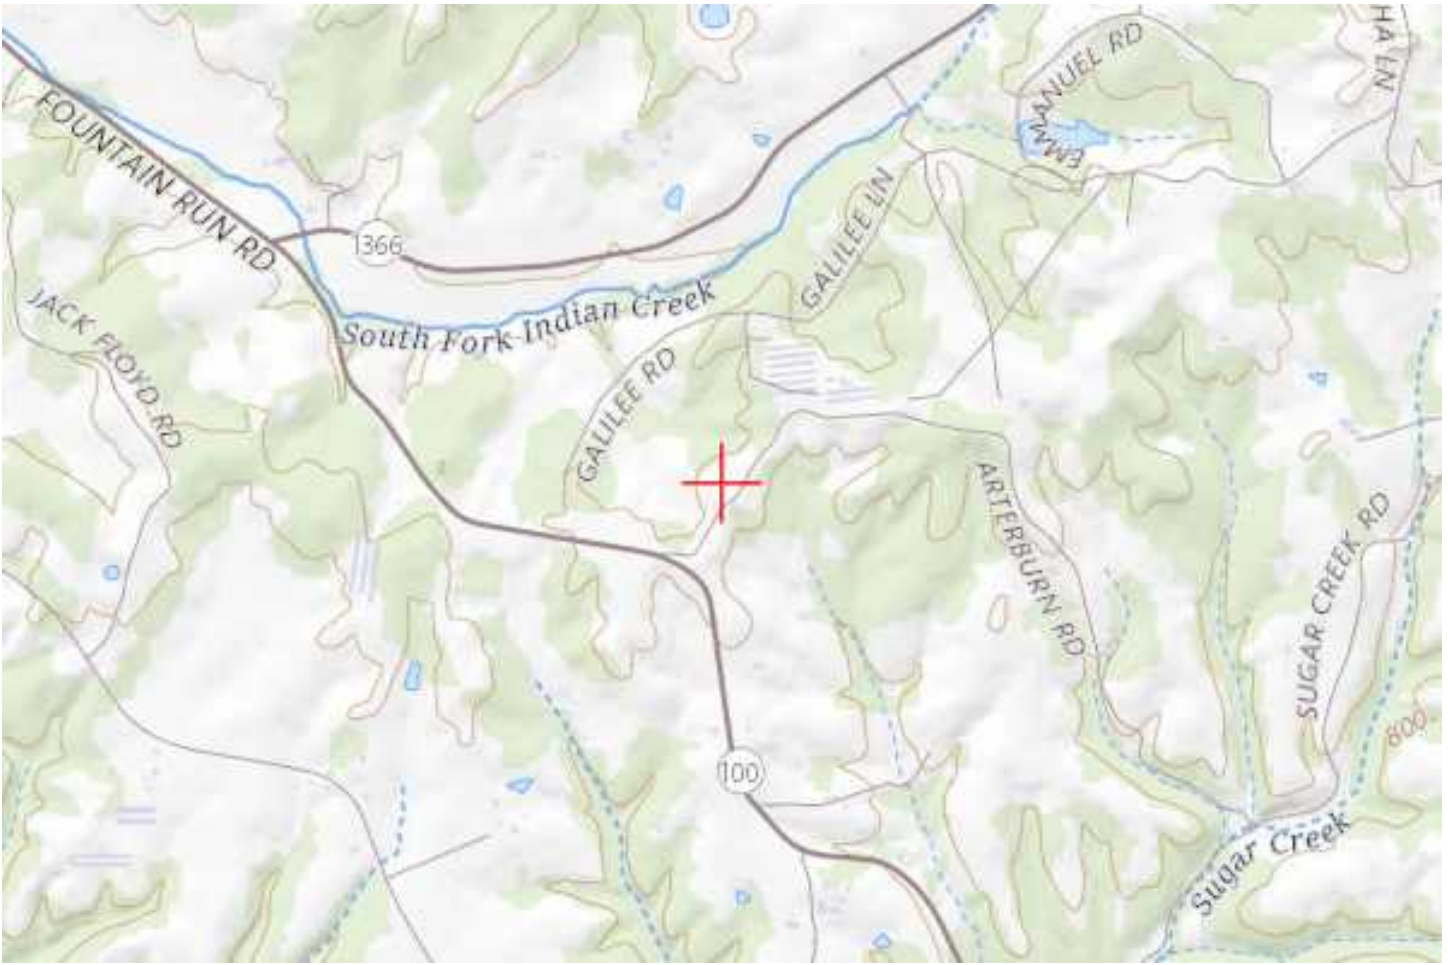 EMMANUEL RD
HA LN
FOUNTAIN RUN RD
1366
GALILEE LN
JACK FLOYD RD
South Fork Indian Creek
GALILEE RD
ARTERBURN RD
SUGAR CREEK RD
800
100
Sugar Creek